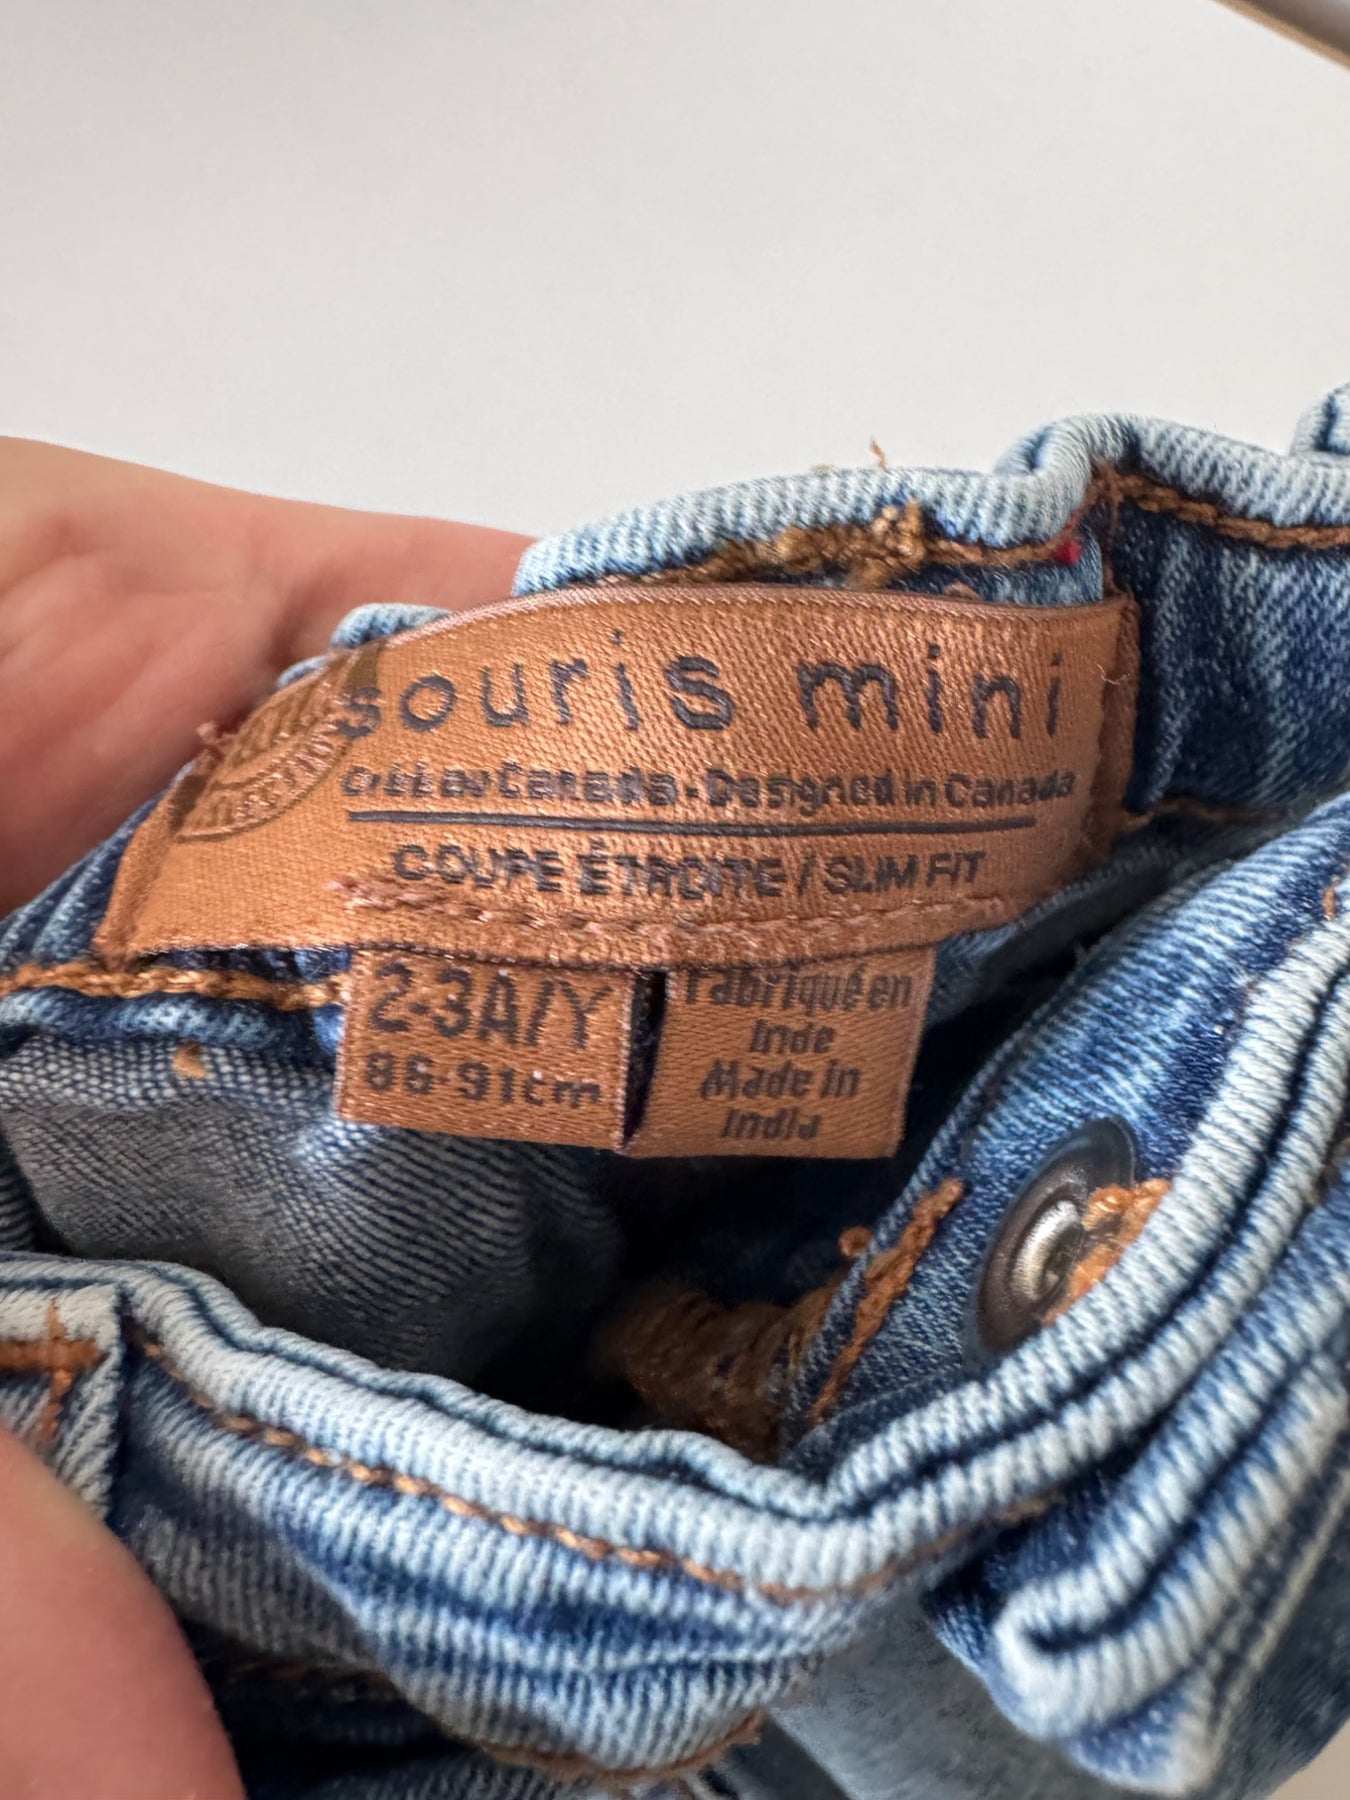 souris mini
Créé au Canada • Designed in Canada
COUPE ÉTROITE / SLIM FIT
2-3A/Y
86-91cm
Fabriqué en
Inde
Made in
India